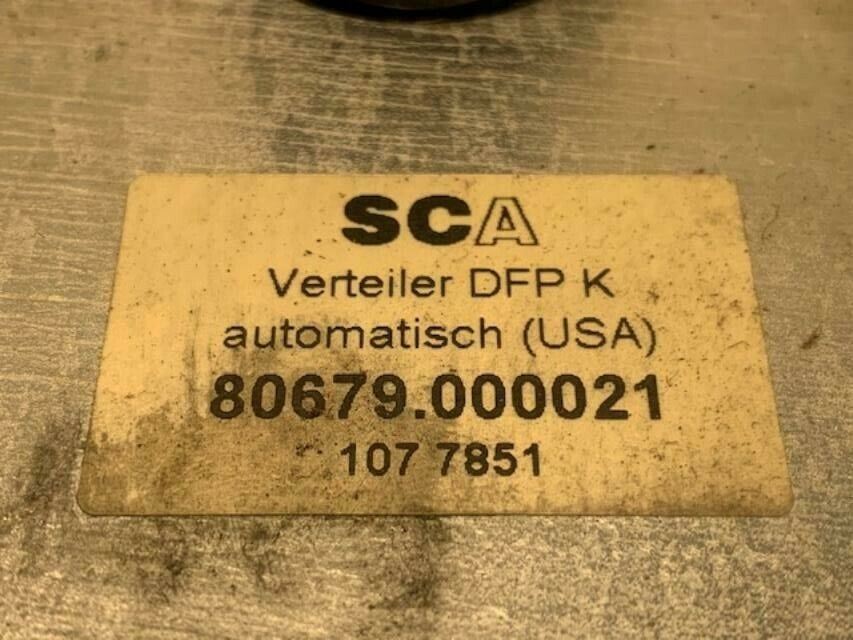 SCA
Verteiler DFP K
automatisch (USA)
80679.000021
107 7851